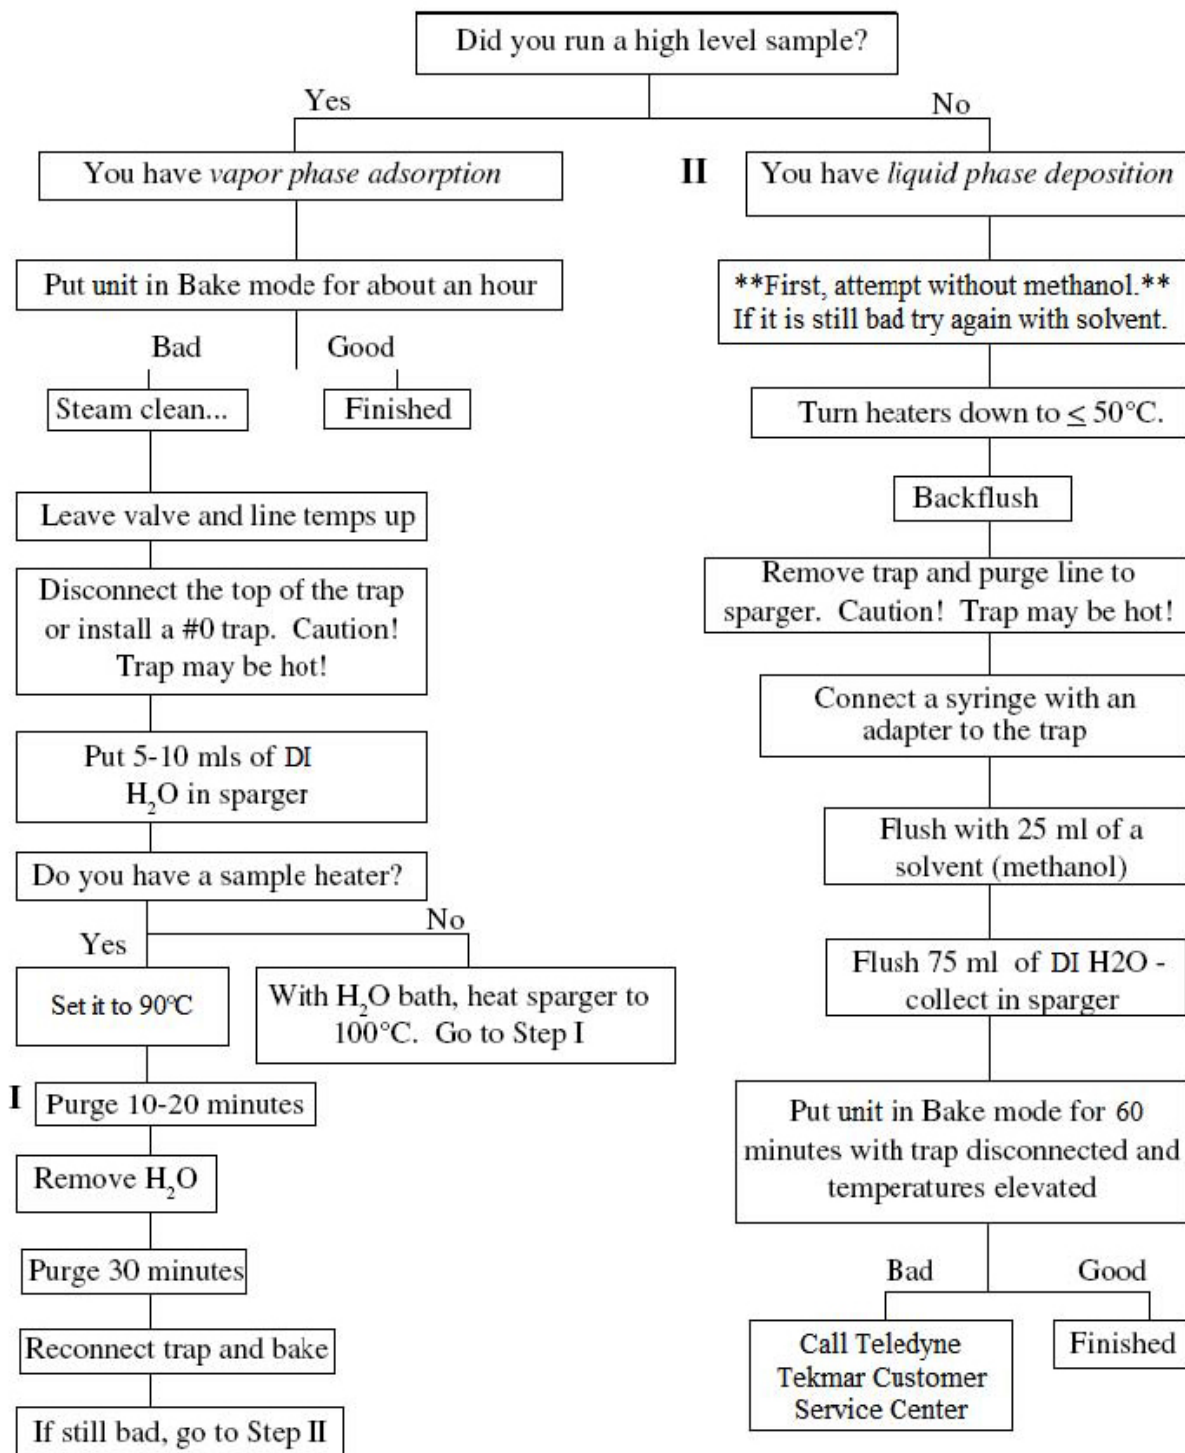 Did you run a high level sample?
Yes
No
You have vapor phase adsorption
Put unit in Bake mode for about an hour
Bad
Good
Steam clean...
Finished
Leave valve and line temps up
Disconnect the top of the trap
or install a #0 trap. Caution!
Trap may be hot!
Put 5-10 mls of DI
H₂O in sparger
Do you have a sample heater?
Yes
No
Set it to 90°C
With H₂O bath, heat sparger to
100°C. Go to Step I
I
Purge 10-20 minutes
Remove H₂O
Purge 30 minutes
Reconnect trap and bake
If still bad, go to Step II
II
You have liquid phase deposition
**First, attempt without methanol.**
If it is still bad try again with solvent.
Turn heaters down to ≤ 50°C.
Backflush
Remove trap and purge line to
sparger. Caution! Trap may be hot!
Connect a syringe with an
adapter to the trap
Flush with 25 ml of a
solvent (methanol)
Flush 75 ml of DI H2O -
collect in sparger
Put unit in Bake mode for 60
minutes with trap disconnected and
temperatures elevated
Bad
Good
Call Teledyne
Tekmar Customer
Service Center
Finished